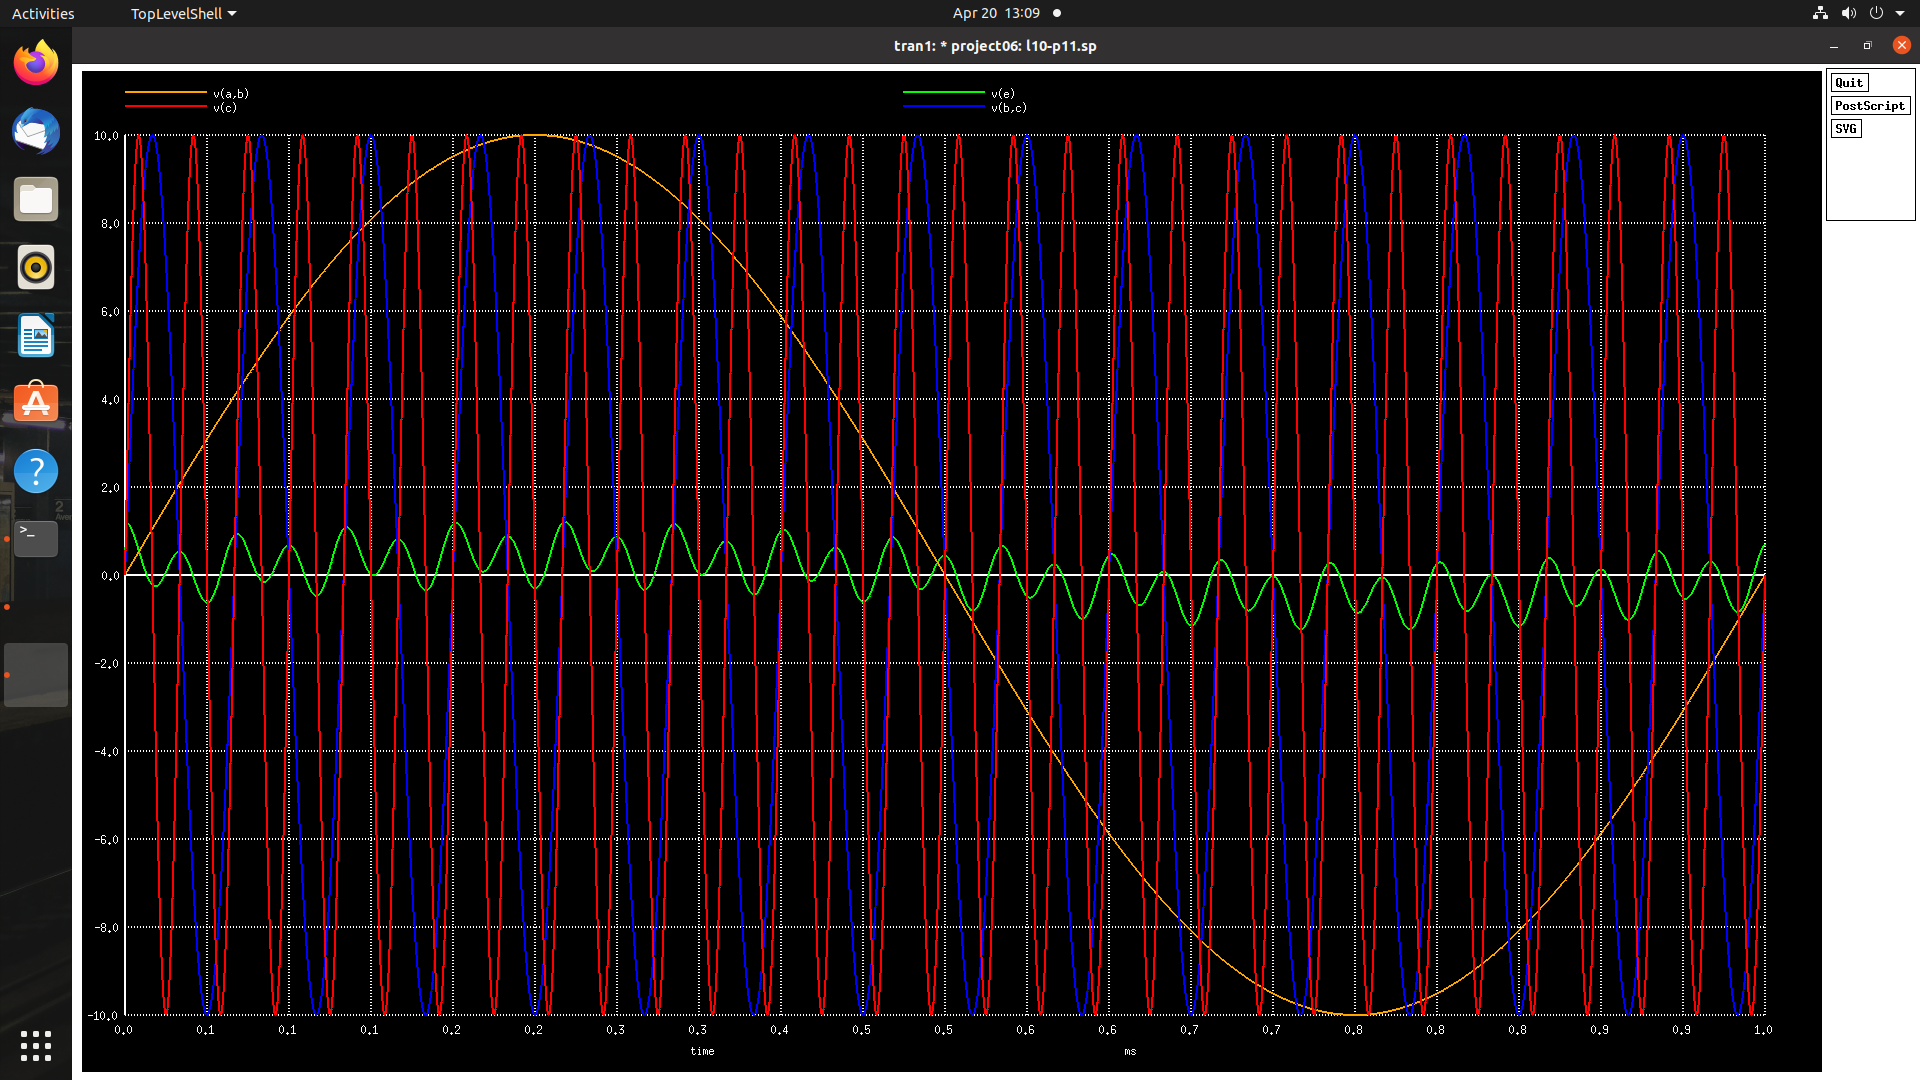 Activities
TopLevelShell
Apr 20 13:09
tran1: * project06: l10-p11.sp
Quit
PostScript
SVG
v(a,b)
v(c)
v(e)
v(b,c)
10.0
8.0
6.0
4.0
2.0
0.0
-2.0
-4.0
-6.0
-8.0
-10.0
0.0 0.1 0.1 0.1 0.2 0.2 0.3 0.3 0.4 0.5 0.5 0.6 0.6 0.7 0.7 0.8 0.8 0.8 0.9 0.9 1.0
time ms